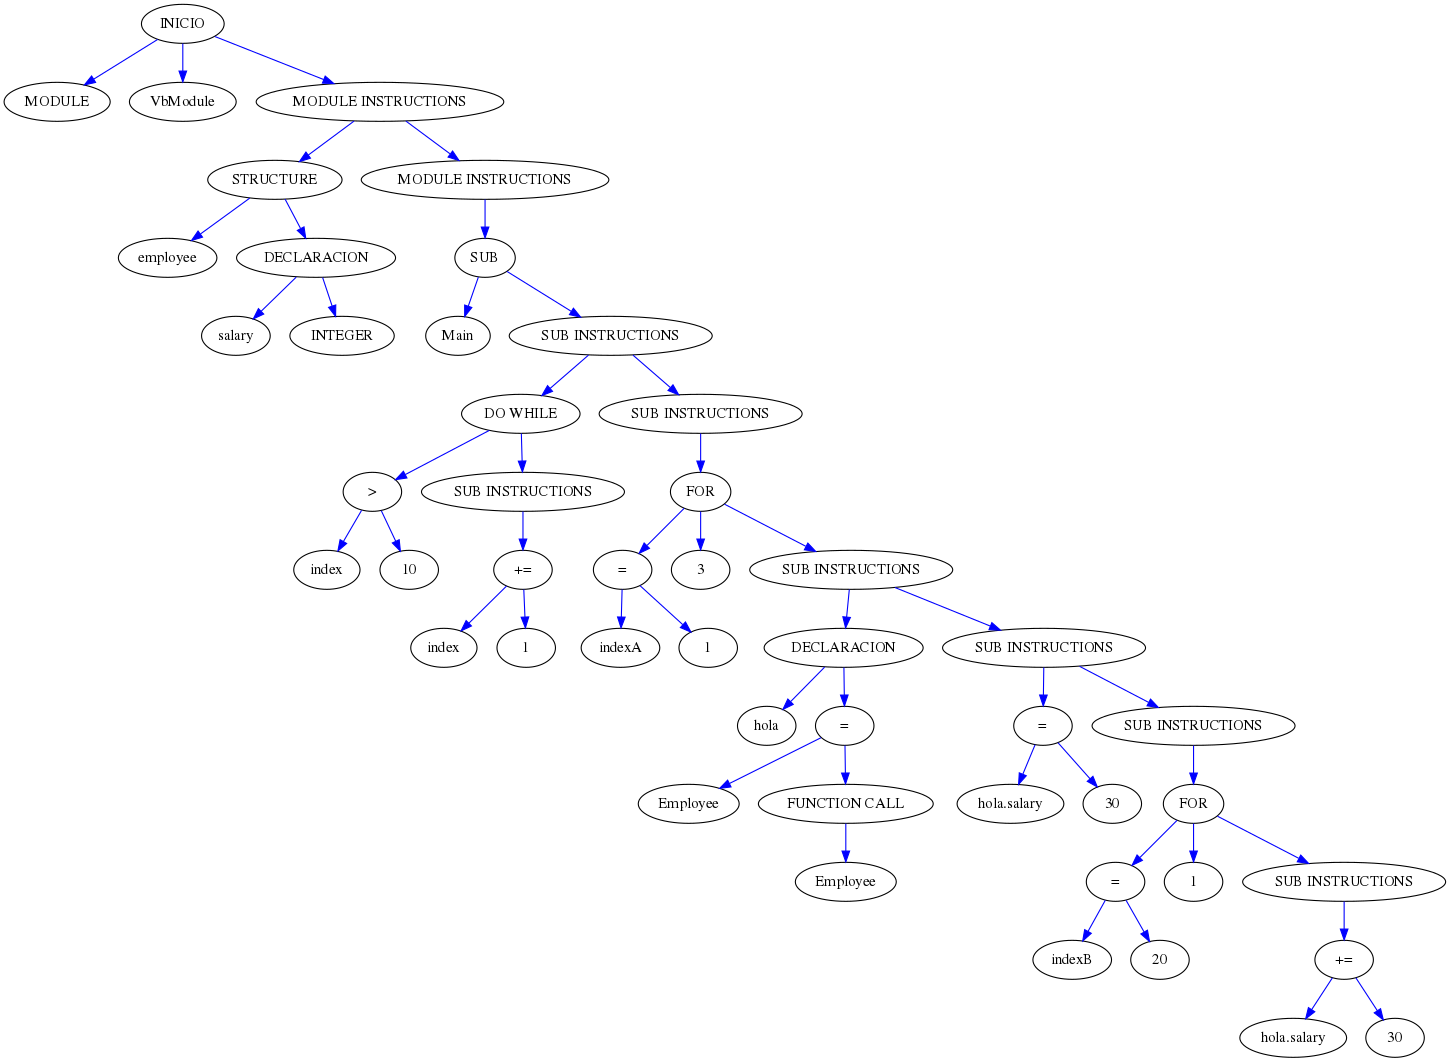 INICIO
MODULE VbModule MODULE INSTRUCTIONS
STRUCTURE MODULE INSTRUCTIONS
employee DECLARACION SUB
salary INTEGER Main SUB INSTRUCTIONS
DO WHILE SUB INSTRUCTIONS
> SUB INSTRUCTIONS FOR
index 10 += = 3 SUB INSTRUCTIONS
index 1 indexA 1 DECLARACION SUB INSTRUCTIONS
hola = = SUB INSTRUCTIONS
Employee FUNCTION CALL hola.salary 30 FOR
Employee = 1 SUB INSTRUCTIONS
indexB 20 +=
hola.salary 30